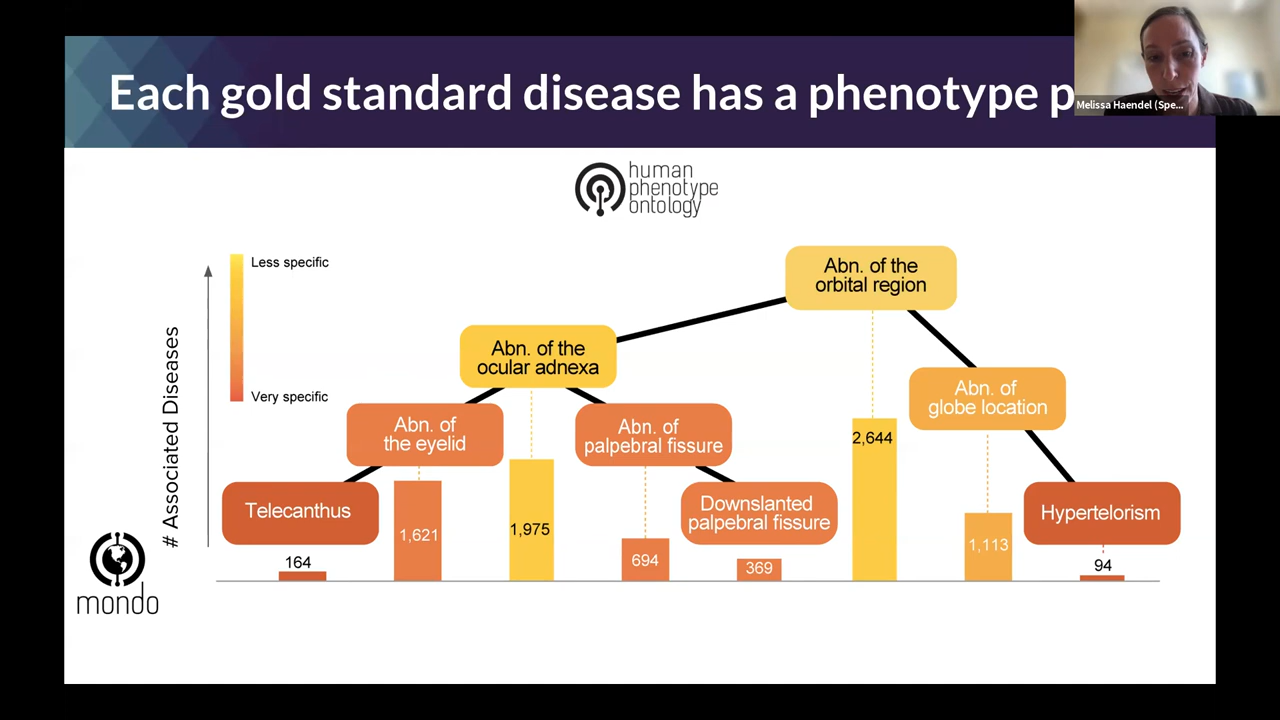 Each gold standard disease has a phenotype p
Melissa Haendel (Spe...
human
phenotype
ontology
Less specific
Very specific
# Associated Diseases
Abn. of the
orbital region
Abn. of the
ocular adnexa
Abn. of
globe location
Abn. of
the eyelid
Abn. of
palpebral fissure
Telecanthus
Downslanted
palpebral fissure
Hypertelorism
164
1,621
1,975
694
369
2,644
1,113
94
mondo